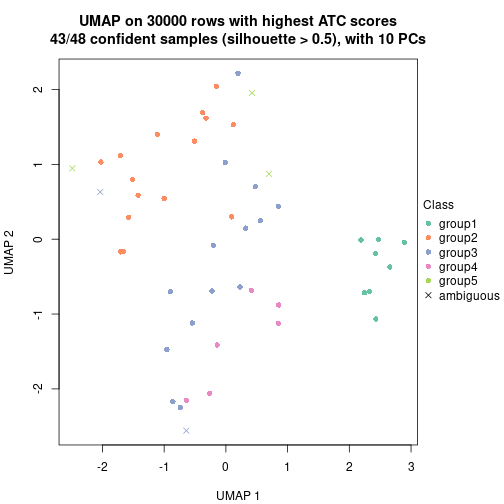 UMAP on 30000 rows with highest ATC scores
43/48 confident samples (silhouette > 0.5), with 10 PCs
UMAP 2
2
1
0
-1
-2
-2
-1
0
1
2
3
UMAP 1
Class
group1
group2
group3
group4
group5
ambiguous